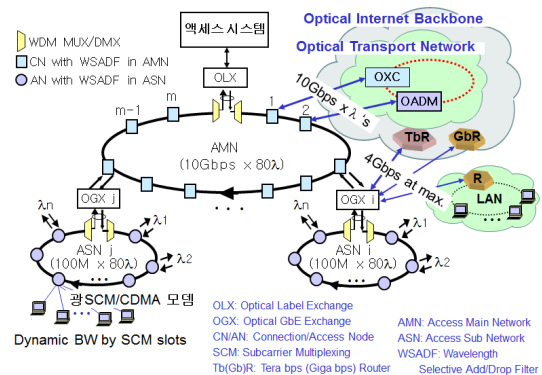 액세스 시스템
Optical Internet Backbone
WDM MUX/DMX
CN with WSADF in AMN
AN with WSADF in ASN
Optical Transport Network
OLX
OXC
OADM
10Gbps x λ 's
m-1
m
1
2
AMN
(10Gbps x 80λ)
TbR
GbR
4Gbps at max.
R
LAN
OGX j
OGX i
...
λn
λ1
λ2
ASN j
(100M x 80λ)
λn
λ1
λ2
ASN i
(100M x 80λ)
...
...
광SCM/CDMA 모뎀
Dynamic BW by SCM slots
OLX: Optical Label Exchange
OGX: Optical GbE Exchange
CN/AN: Connection/Access Node
SCM: Subcarrier Multiplexing
Tb(Gb)R: Tera bps (Giga bps) Router
AMN: Access Main Network
ASN: Access Sub Network
WSADF: Wavelength
Selective Add/Drop Filter